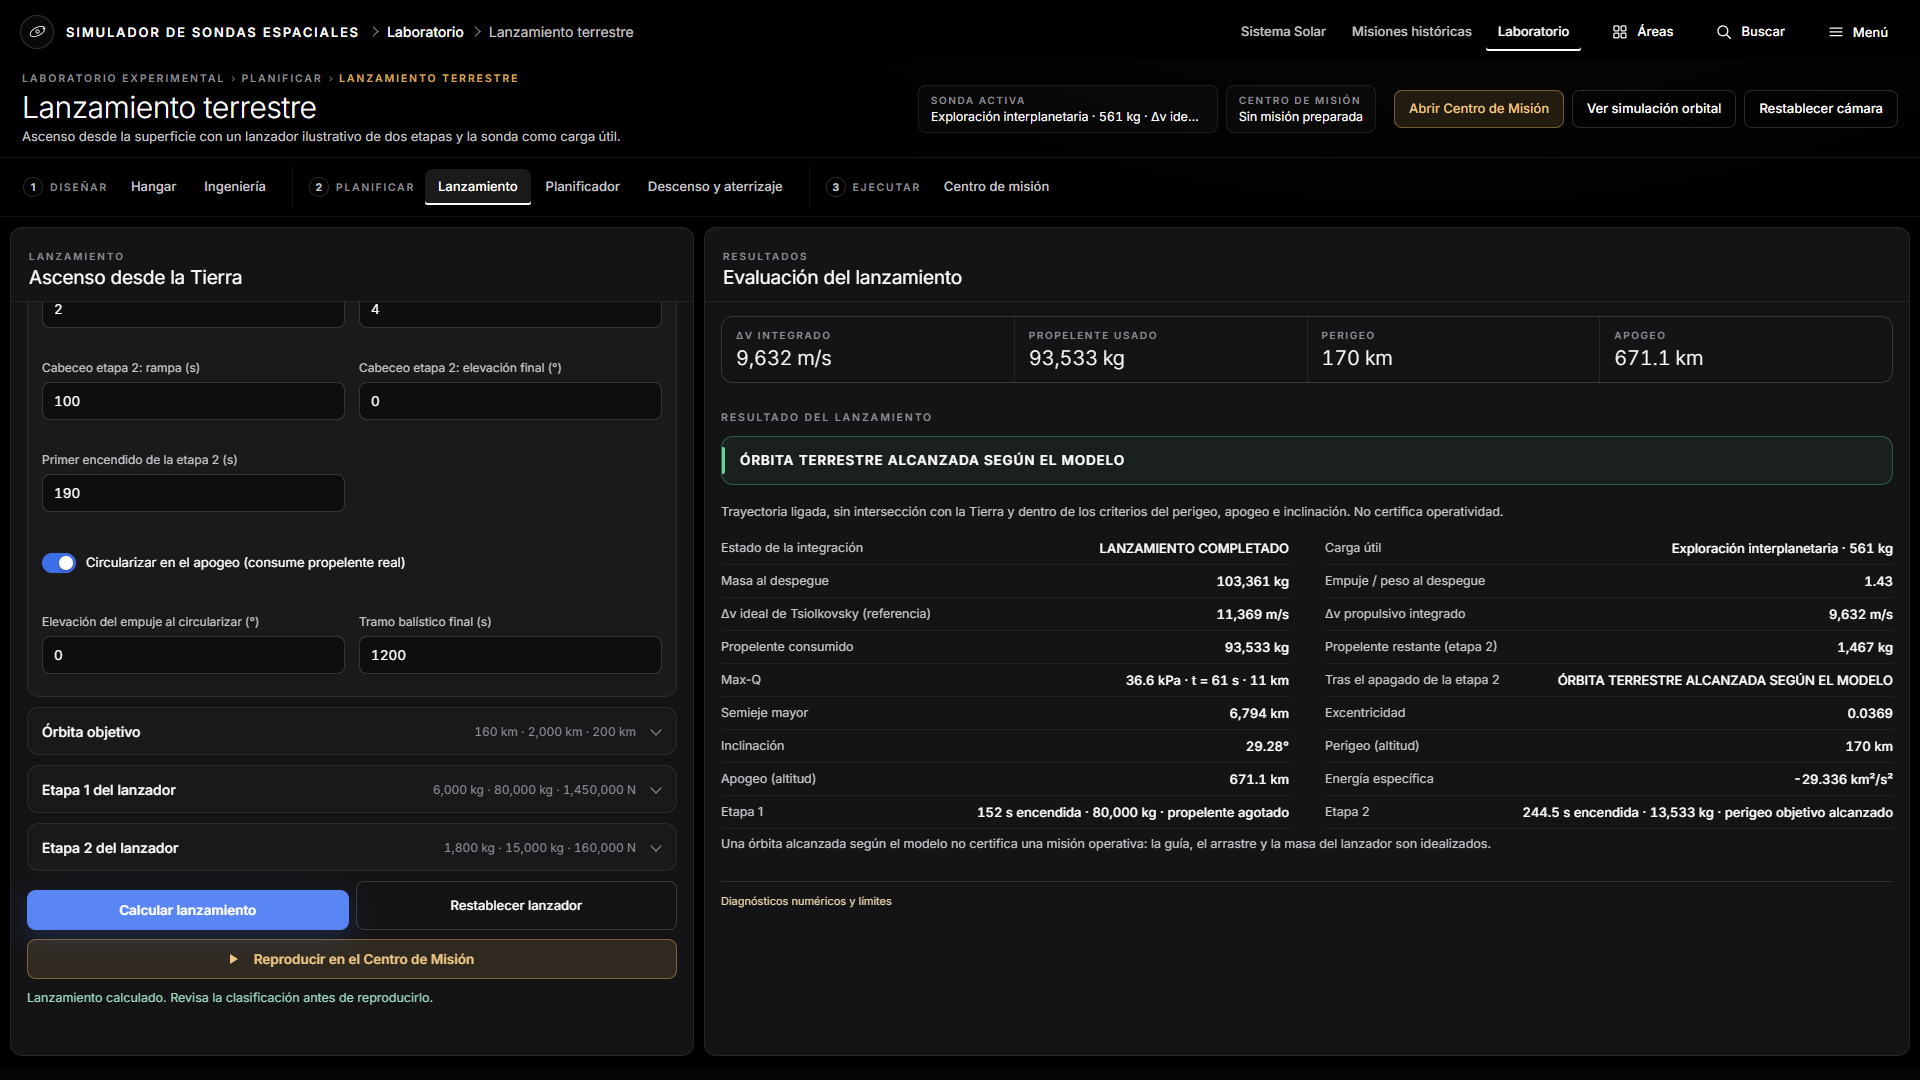 SIMULADOR DE SONDAS ESPACIALES > Laboratorio > Lanzamiento terrestre
Sistema Solar Misiones históricas Laboratorio Áreas Buscar Menú
LABORATORIO EXPERIMENTAL › PLANIFICAR › LANZAMIENTO TERRESTRE
Lanzamiento terrestre
Ascenso desde la superficie con un lanzador ilustrativo de dos etapas y la sonda como carga útil.
SONDA ACTIVA
Exploración interplanetaria · 561 kg · Δv ide...
CENTRO DE MISIÓN
Sin misión preparada
Abrir Centro de Misión
Ver simulación orbital
Restablecer cámara
1 DISEÑAR Hangar Ingeniería 2 PLANIFICAR Lanzamiento Planificador Descenso y aterrizaje 3 EJECUTAR Centro de misión
LANZAMIENTO
Ascenso desde la Tierra
2 4
Cabeceo etapa 2: rampa (s) Cabeceo etapa 2: elevación final (°)
100 0
Primer encendido de la etapa 2 (s)
190
Circularizar en el apogeo (consume propelente real)
Elevación del empuje al circularizar (°) Tramo balístico final (s)
0 1200
Órbita objetivo 160 km · 2,000 km · 200 km
Etapa 1 del lanzador 6,000 kg · 80,000 kg · 1,450,000 N
Etapa 2 del lanzador 1,800 kg · 15,000 kg · 160,000 N
Calcular lanzamiento Restablecer lanzador
Reproducir en el Centro de Misión
Lanzamiento calculado. Revisa la clasificación antes de reproducirlo.
RESULTADOS
Evaluación del lanzamiento
ΔV INTEGRADO PROPELENTE USADO PERIGEO APOGEO
9,632 m/s 93,533 kg 170 km 671.1 km
RESULTADO DEL LANZAMIENTO
ÓRBITA TERRESTRE ALCANZADA SEGÚN EL MODELO
Trayectoria ligada, sin intersección con la Tierra y dentro de los criterios del perigeo, apogeo e inclinación. No certifica operatividad.
Estado de la integración LANZAMIENTO COMPLETADO Carga útil Exploración interplanetaria · 561 kg
Masa al despegue 103,361 kg Empuje / peso al despegue 1.43
Δv ideal de Tsiolkovsky (referencia) 11,369 m/s Δv propulsivo integrado 9,632 m/s
Propelente consumido 93,533 kg Propelente restante (etapa 2) 1,467 kg
Max-Q 36.6 kPa · t = 61 s · 11 km Tras el apagado de la etapa 2 ÓRBITA TERRESTRE ALCANZADA SEGÚN EL MODELO
Semieje mayor 6,794 km Excentricidad 0.0369
Inclinación 29.28° Perigeo (altitud) 170 km
Apogeo (altitud) 671.1 km Energía específica -29.336 km²/s²
Etapa 1 152 s encendida · 80,000 kg · propelente agotado Etapa 2 244.5 s encendida · 13,533 kg · perigeo objetivo alcanzado
Una órbita alcanzada según el modelo no certifica una misión operativa: la guía, el arrastre y la masa del lanzador son idealizados.
Diagnósticos numéricos y límites